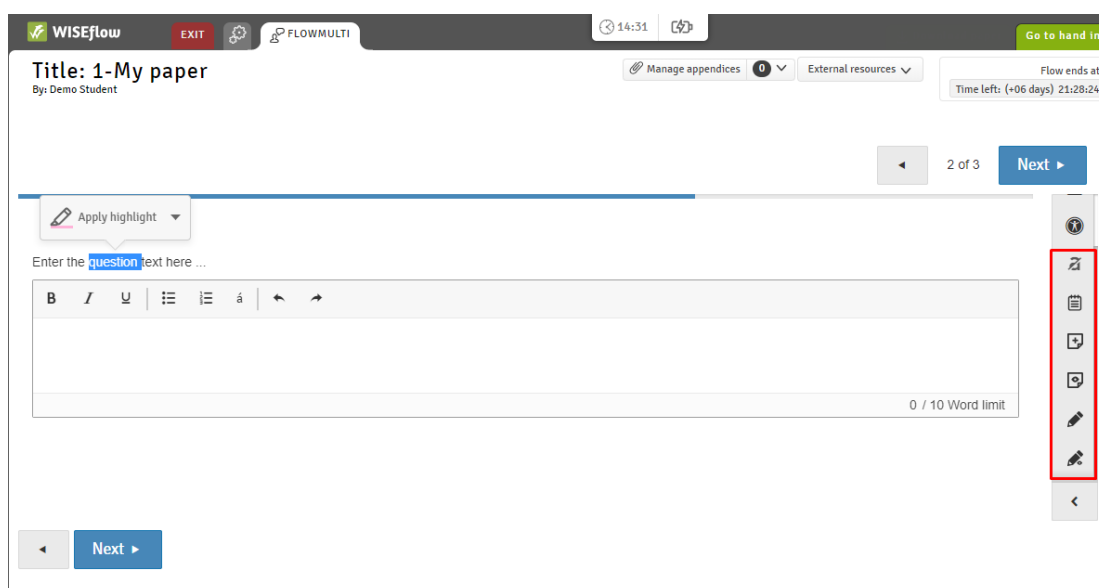 WISEflow EXIT FLOWMULTI 14:31 Go to hand in
Title: 1-My paper Manage appendices 0 External resources Flow ends at
By: Demo Student Time left: (+06 days) 21:28:24
2 of 3 Next
Apply highlight
Enter the question text here ...
B I U á
0 / 10 Word limit
Next